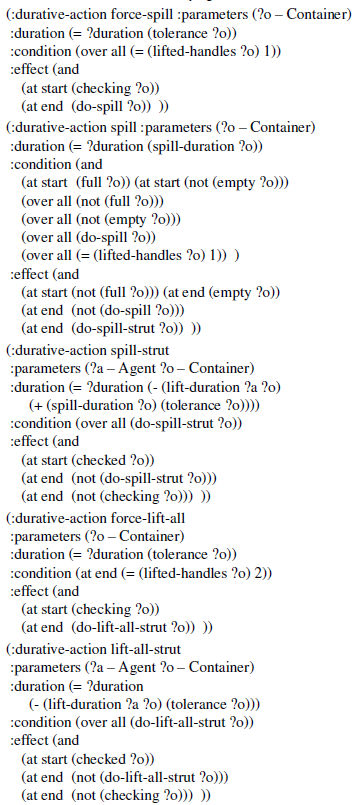 (:durative-action force-spill :parameters (?o – Container)
:duration (= ?duration (tolerance ?o))
:condition (over all (= (lifted-handles ?o) 1))
:effect (and
(at start (checking ?o))
(at end (do-spill ?o)) ))
(:durative-action spill :parameters (?o – Container)
:duration (= ?duration (spill-duration ?o))
:condition (and
(at start (full ?o)) (at start (not (empty ?o)))
(over all (not (full ?o)))
(over all (not (empty ?o)))
(over all (do-spill ?o))
(over all (= (lifted-handles ?o) 1)) )
:effect (and
(at start (not (full ?o))) (at end (empty ?o))
(at end (not (do-spill ?o)))
(at end (do-spill-strut ?o)) ))
(:durative-action spill-strut
:parameters (?a – Agent ?o – Container)
:duration (= ?duration (- (lift-duration ?a ?o)
(+ (spill-duration ?o) (tolerance ?o))))
:condition (over all (do-spill-strut ?o))
:effect (and
(at start (checked ?o))
(at end (not (do-spill-strut ?o)))
(at end (not (checking ?o))) ))
(:durative-action force-lift-all
:parameters (?o – Container)
:duration (= ?duration (tolerance ?o))
:condition (at end (= (lifted-handles ?o) 2))
:effect (and
(at start (checking ?o))
(at end (do-lift-all-strut ?o)) ))
(:durative-action lift-all-strut
:parameters (?a – Agent ?o – Container)
:duration (= ?duration
(- (lift-duration ?a ?o) (tolerance ?o)))
:condition (over all (do-lift-all-strut ?o))
:effect (and
(at start (checked ?o))
(at end (not (do-lift-all-strut ?o)))
(at end (not (checking ?o))) ))